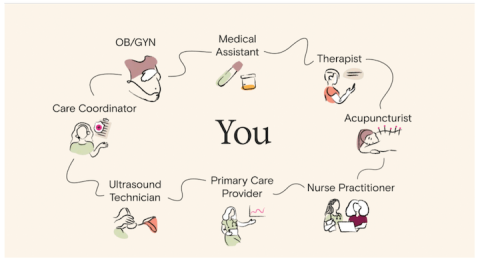 OB/GYN
Medical
Assistant
Therapist
Care Coordinator
Acupuncturist
You
Ultrasound
Technician
Primary Care
Provider
Nurse Practitioner